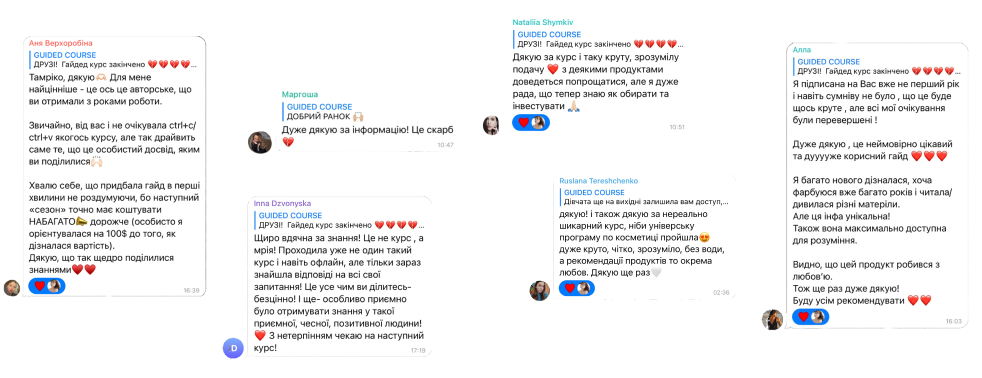 Аня Верхоробіна
GUIDED COURSE
ДРУЗІ! Гайдед курс закінчено 💔💔💔💔...
Тамріко, дякую🫶🏻 Для мене
найцінніше - це ось це авторське, що
ви отримали з роками роботи.
Звичайно, від вас і не очікувала ctrl+c/
ctrl+v якогось курсу, але так драйвить
саме те, що це особистий досвід, яким
ви поділилися🙌🏻
Хвалю себе, що придбала гайд в перші
хвилини не роздумуючи, бо наступний
«сезон» точно має коштувати
НАБАГАТО дорожче (особисто я
орієнтувалася на 100$ до того, як
дізналася вартість).
Дякую, що так щедро поділилися
знаннями❤️❤️
16:39
Маргоша
GUIDED COURSE
ДОБРИЙ РАНОК 🙌🏻
Дуже дякую за інформацію! Це скарб
💔
10:47
Inna Dzvonyska
GUIDED COURSE
ДРУЗІ! Гайдед курс закінчено 💔💔💔💔...
Щиро вдячна за знання! Це не курс , а
мрія! Проходила уже не один такий
курс і навіть офлайн, але тільки зараз
знайшла відповіді на всі свої
запитання! Це усе чим ви ділитесь-
безцінно! І ще- особливо приємно
було отримувати знання у такої
приємної, чесної, позитивної людини!
❤️ З нетерпінням чекаю на наступний
курс!
17:19
D
Nataliia Shymkiv
GUIDED COURSE
ДРУЗІ! Гайдед курс закінчено 💔💔💔💔...
Дякую за курс і таку круту, зрозумілу
подачу ❤️ з деякими продуктами
доведеться попрощатися, але я дуже
рада, що тепер знаю як обирати та
інвестувати 🙏🏻
10:51
Ruslana Tereshchenko
GUIDED COURSE
Дівчата ще на вихідні залишила вам доступ,...
дякую! і також дякую за нереально
шикарний курс, ніби універську
програму по косметиці пройшла😍
дуже круто, чітко, зрозуміло, без води,
а рекомендації продуктів то окрема
любов. Дякую ще раз🤍
02:36
Алла
GUIDED COURSE
ДРУЗІ! Гайдед курс закінчено 💔💔💔💔...
Я підписана на Вас вже не перший рік
і навіть сумніву не було , що це буде
щось круте , але всі мої очікування
були перевершені !
Дуже дякую , це неймовірно цікавий
та дууууже корисний гайд ❤️❤️❤️
Я багато нового дізналася, хоча
фарбуюся вже багато років і читала/
дивилася різні матеріли.
Але ця інфа унікальна!
Також вона максимально доступна
для розуміння.
Видно, що цей продукт робився з
любов’ю.
Тож ще раз дуже дякую!
Буду усім рекомендувати ❤️❤️
16:03